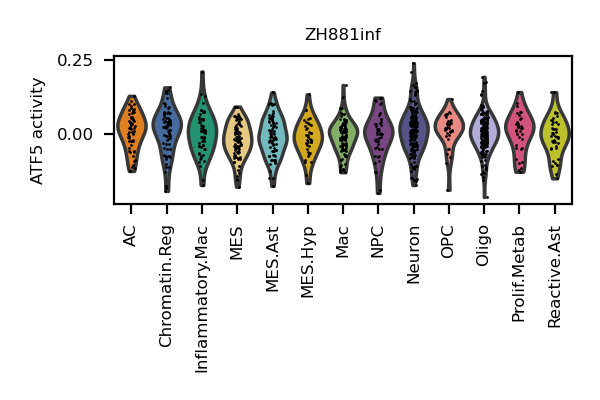 ZH881inf
0.25
0.00
ATF5 activity
AC
Chromatin.Reg
Inflammatory.Mac
MES
MES.Ast
MES.Hyp
Mac
NPC
Neuron
OPC
Oligo
Prolif.Metab
Reactive.Ast